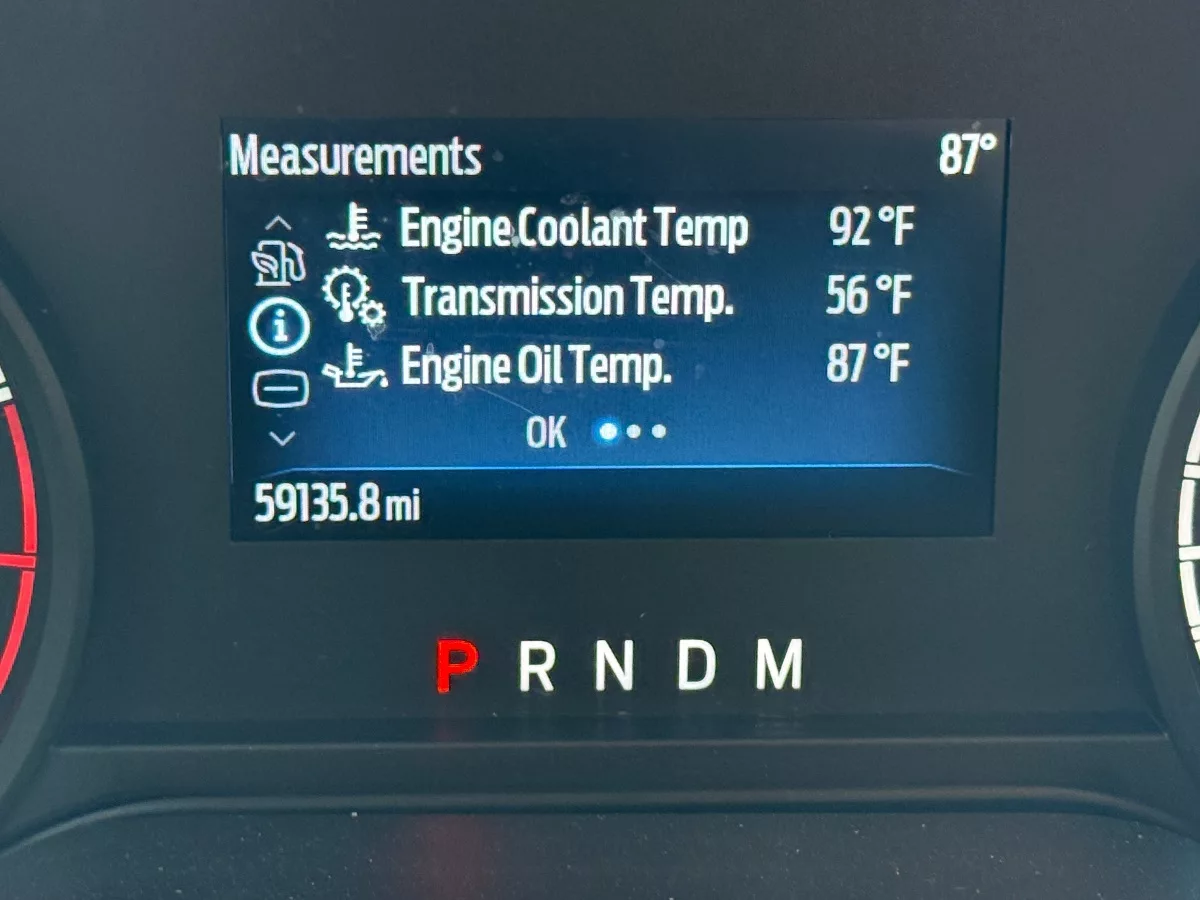 Measurements 87°
Engine Coolant Temp 92 °F
Transmission Temp. 56 °F
Engine Oil Temp. 87 °F
OK
59135.8 mi
P R N D M